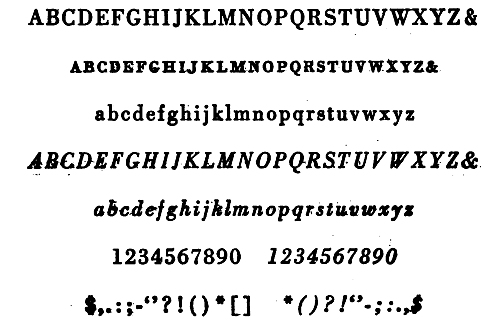 ABCDEFGHIJKLMNOPQRSTUVWXYZ&
ABCDEFGHIJKLMNOPQRSTUVWXYZ&
abcdefghijklmnopqrstuvwxyz
ABCDEFGHIJKLMNOPQRSTUVWXYZ&
abcdefghijklmnopqrstuvwxyz
1234567890 1234567890
$,.:;-‘’?!()*[] *()?!‘’-;:.,$